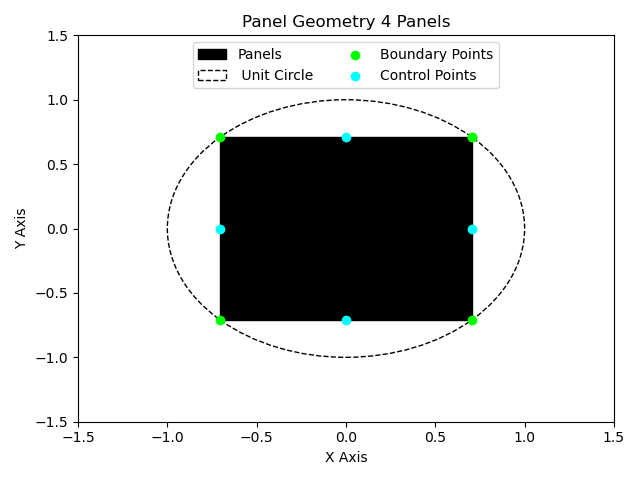 Panel Geometry 4 Panels
Panels
Unit Circle
Boundary Points
Control Points
Y Axis
1.5
1.0
0.5
0.0
−0.5
−1.0
−1.5
−1.5
−1.0
−0.5
0.0
0.5
1.0
1.5
X Axis